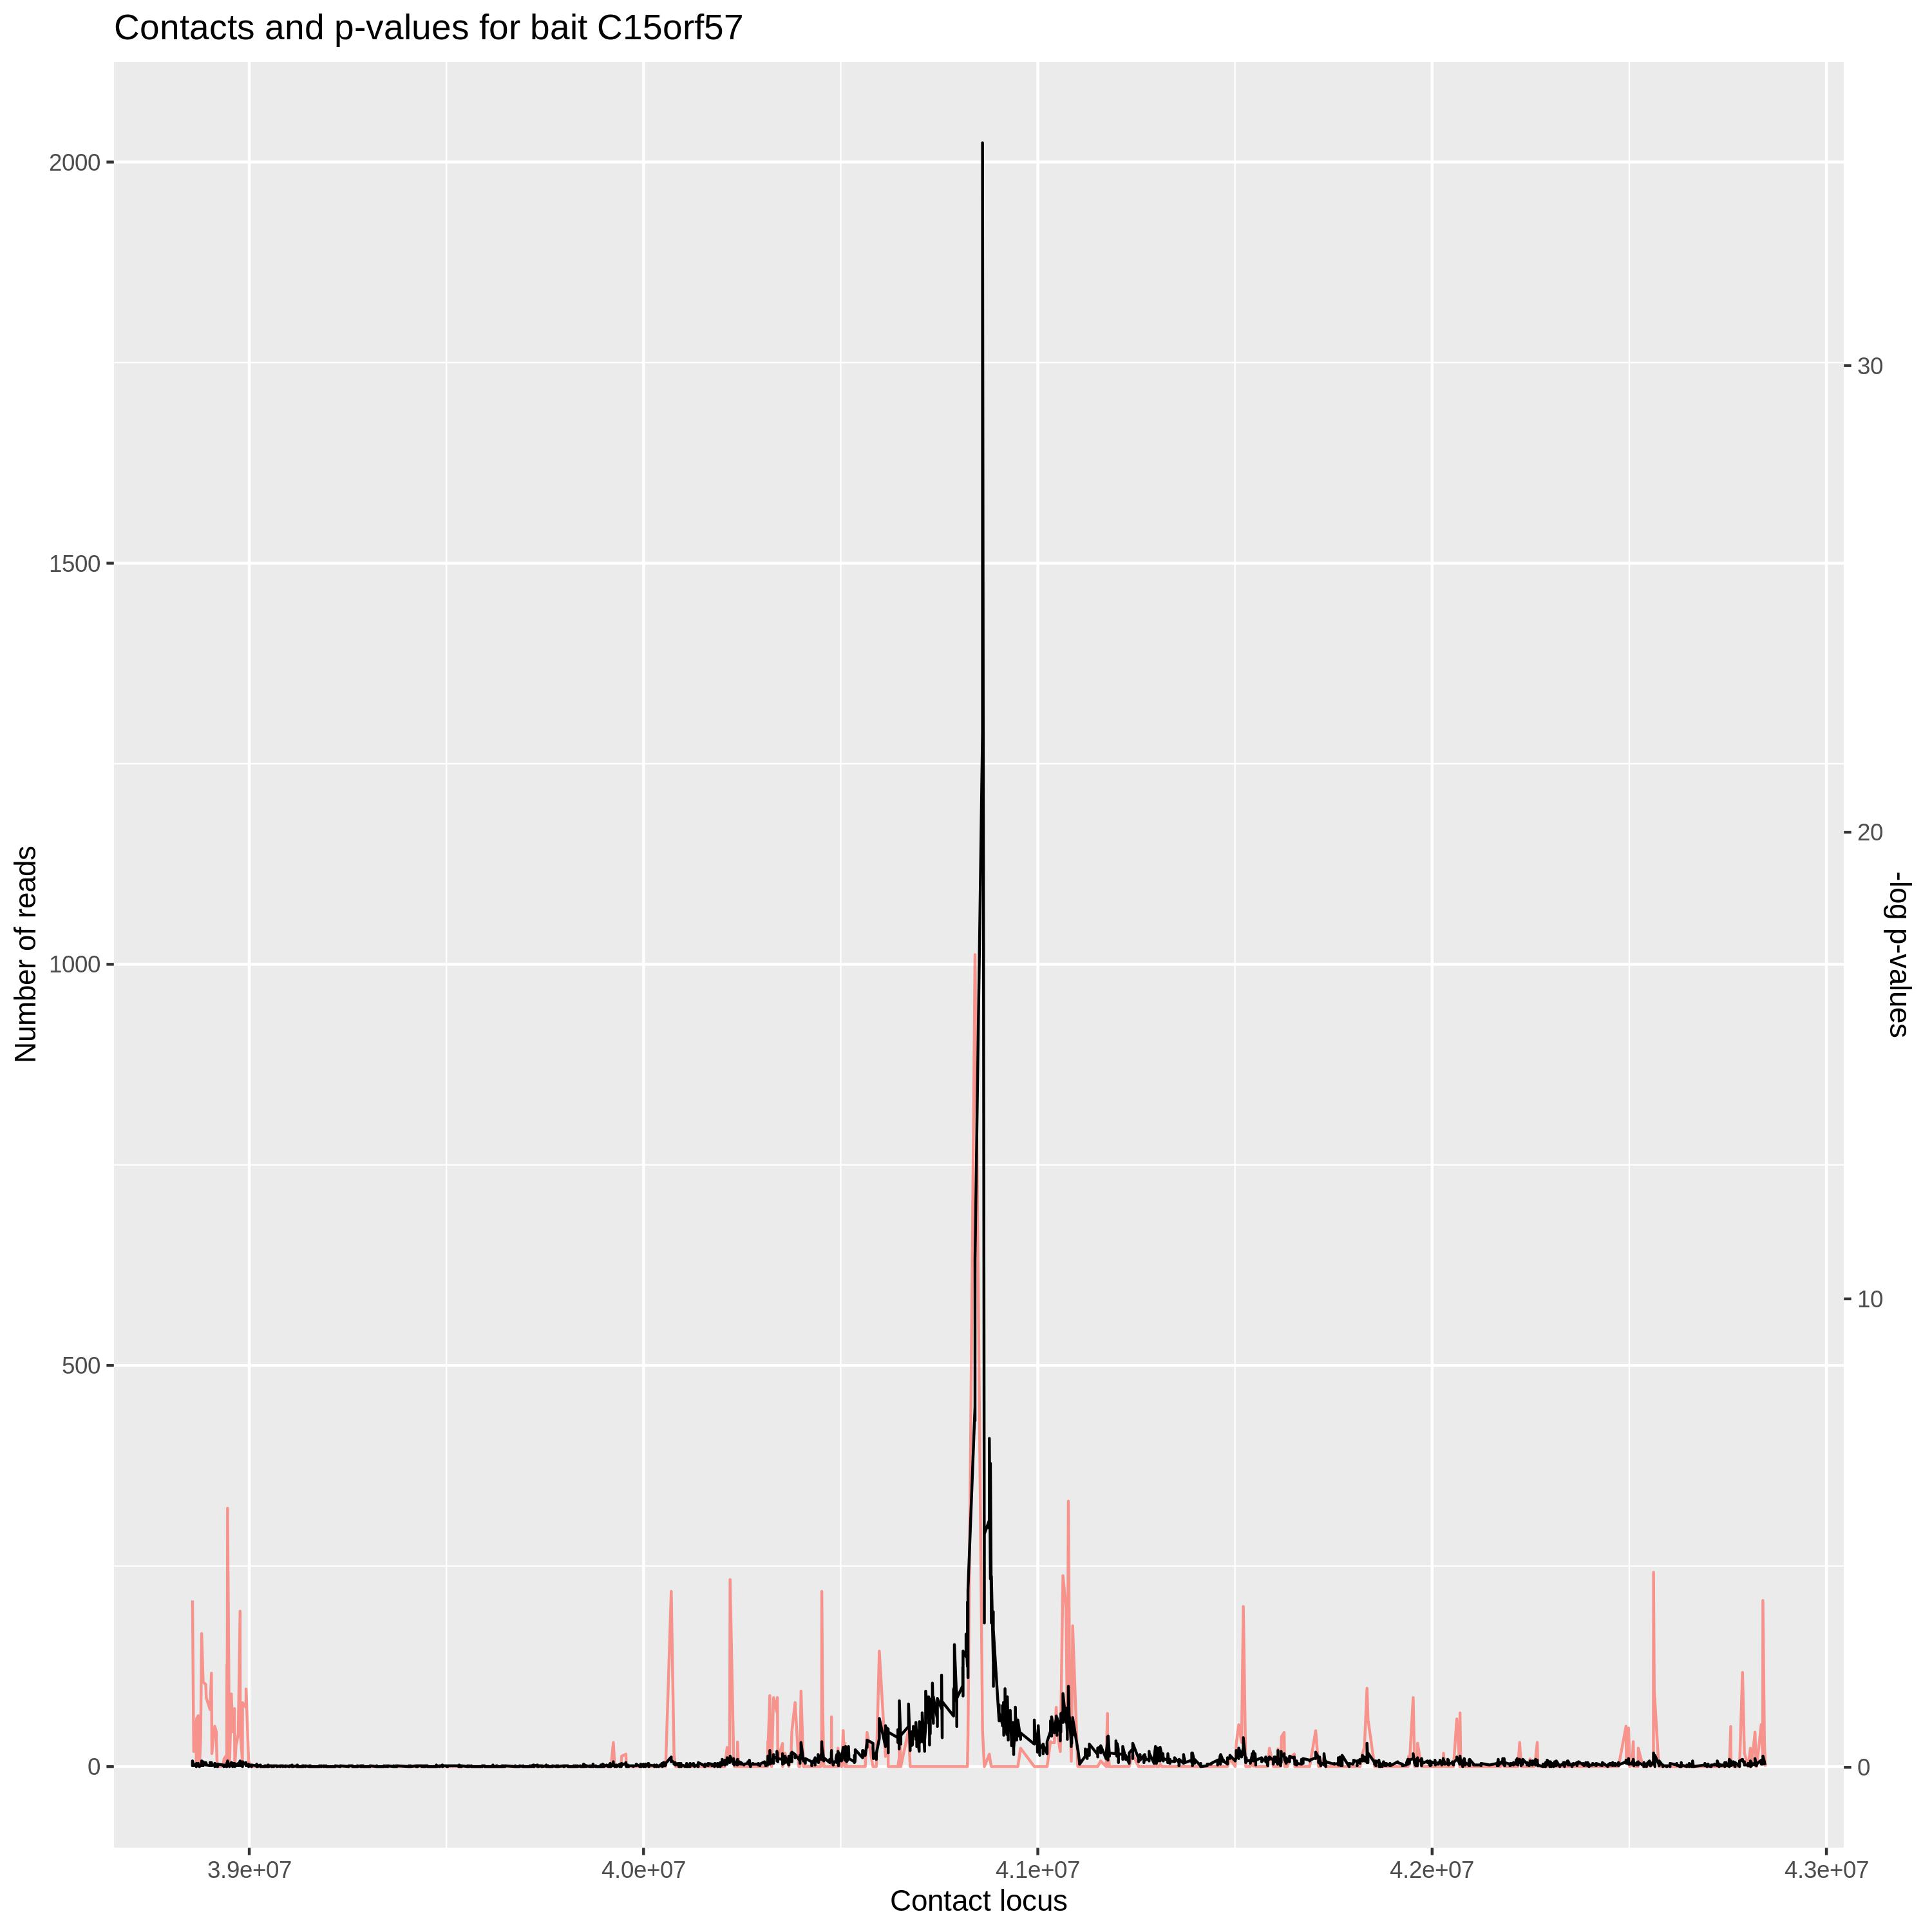 Contacts and p-values for bait C15orf57
2000
1500
1000
500
0
Number of reads
30
20
10
0
-log p-values
3.9e+07 4.0e+07 4.1e+07 4.2e+07 4.3e+07
Contact locus